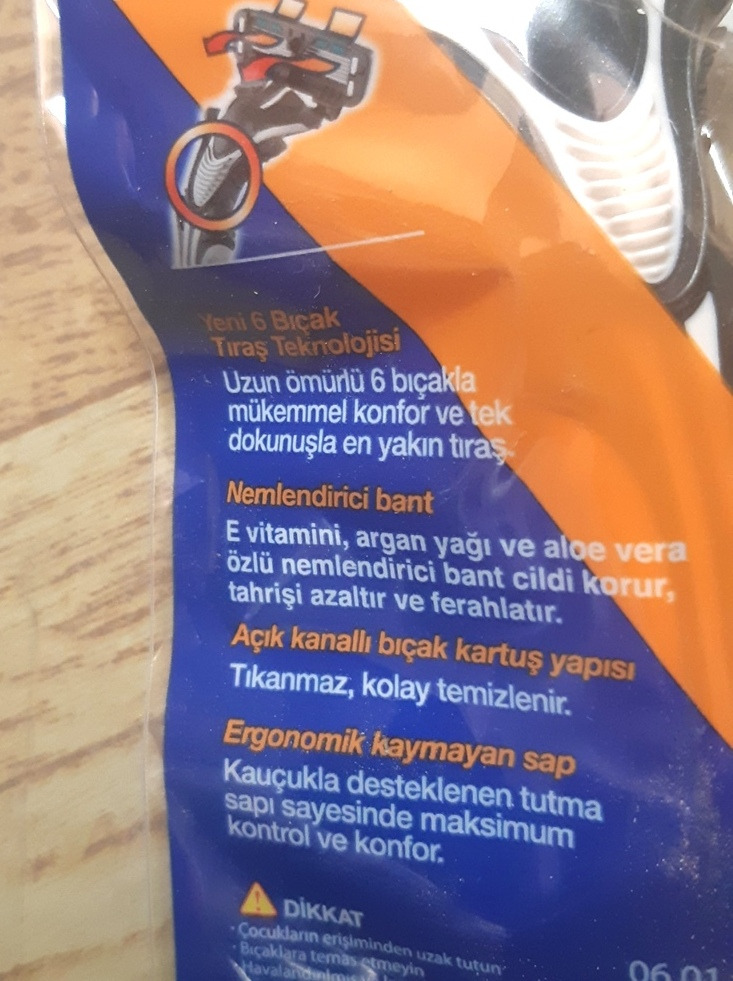 Yeni 6 Bıçak
Tıraş Teknolojisi
Uzun ömürlü 6 bıçakla
mükemmel konfor ve tek
dokunuşla en yakın tıraş.
Nemlendirici bant
E vitamini, argan yağı ve aloe vera
özlü nemlendirici bant cildi korur,
tahrişi azaltır ve ferahlatır.
Açık kanallı bıçak kartuş yapısı
Tıkanmaz, kolay temizlenir.
Ergonomik kaymayan sap
Kauçukla desteklenen tutma
sapı sayesinde maksimum
kontrol ve konfor.
DİKKAT
· Çocukların erişiminden uzak tutun
· Bıçaklara temas etmeyin
06.01